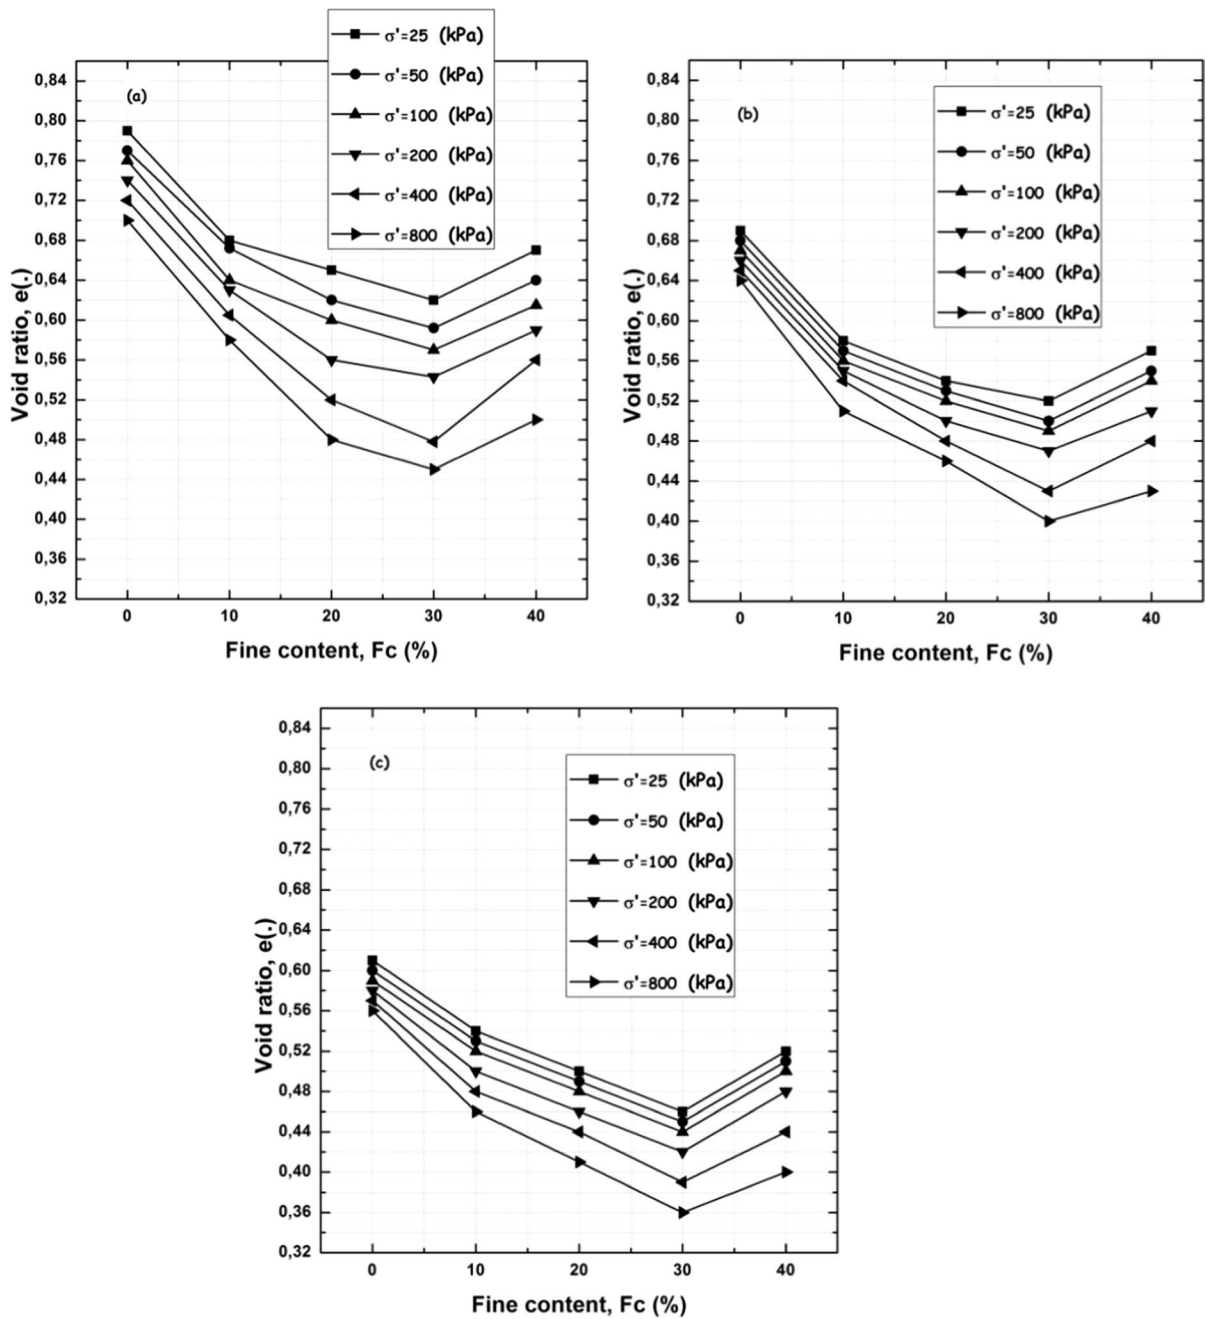 (a)
σ'=25 (kPa)
σ'=50 (kPa)
σ'=100 (kPa)
σ'=200 (kPa)
σ'=400 (kPa)
σ'=800 (kPa)
0,84
0,80
0,76
0,72
0,68
0,64
0,60
0,56
0,52
0,48
0,44
0,40
0,36
0,32
Void ratio, e(.)
0 10 20 30 40
Fine content, Fc (%)
(b)
σ'=25 (kPa)
σ'=50 (kPa)
σ'=100 (kPa)
σ'=200 (kPa)
σ'=400 (kPa)
σ'=800 (kPa)
0,84
0,80
0,76
0,72
0,68
0,64
0,60
0,56
0,52
0,48
0,44
0,40
0,36
0,32
Void ratio, e(.)
0 10 20 30 40
Fine content, Fc (%)
(c)
σ'=25 (kPa)
σ'=50 (kPa)
σ'=100 (kPa)
σ'=200 (kPa)
σ'=400 (kPa)
σ'=800 (kPa)
0,84
0,80
0,76
0,72
0,68
0,64
0,60
0,56
0,52
0,48
0,44
0,40
0,36
0,32
Void ratio, e(.)
0 10 20 30 40
Fine content, Fc (%)